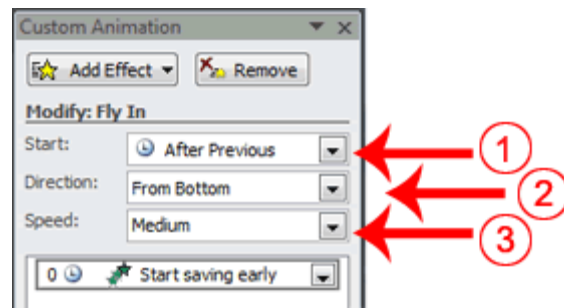 Custom Animation
Add Effect Remove
Modify: Fly In
Start: After Previous 1
Direction: From Bottom 2
Speed: Medium 3
0 Start saving early